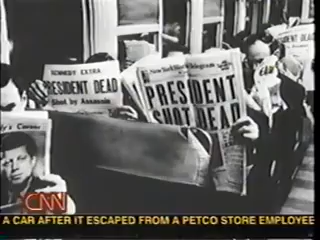 KENNEDY EXTRA
PRESIDENT DEAD
Shot by Assassin
New York World-Telegram
PRESIDENT
SHOT DEAD
CNN
A CAR AFTER IT ESCAPED FROM A PETCO STORE EMPLOYEE